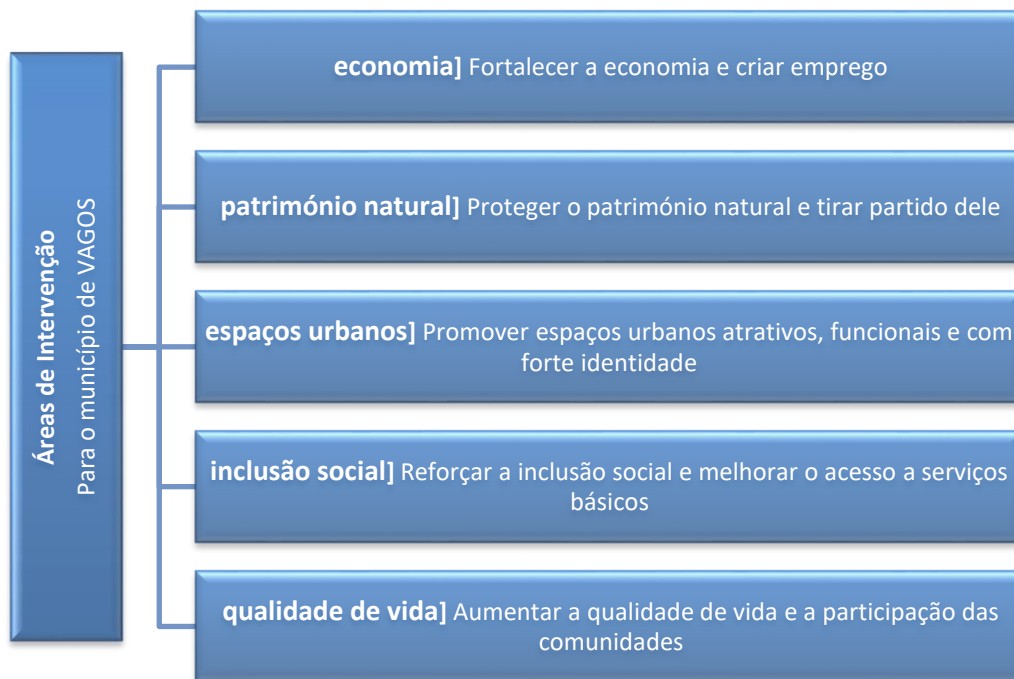 Áreas de Intervenção
Para o município de VAGOS
economia] Fortalecer a economia e criar emprego
património natural] Proteger o património natural e tirar partido dele
espaços urbanos] Promover espaços urbanos atrativos, funcionais e com
forte identidade
inclusão social] Reforçar a inclusão social e melhorar o acesso a serviços
básicos
qualidade de vida] Aumentar a qualidade de vida e a participação das
comunidades